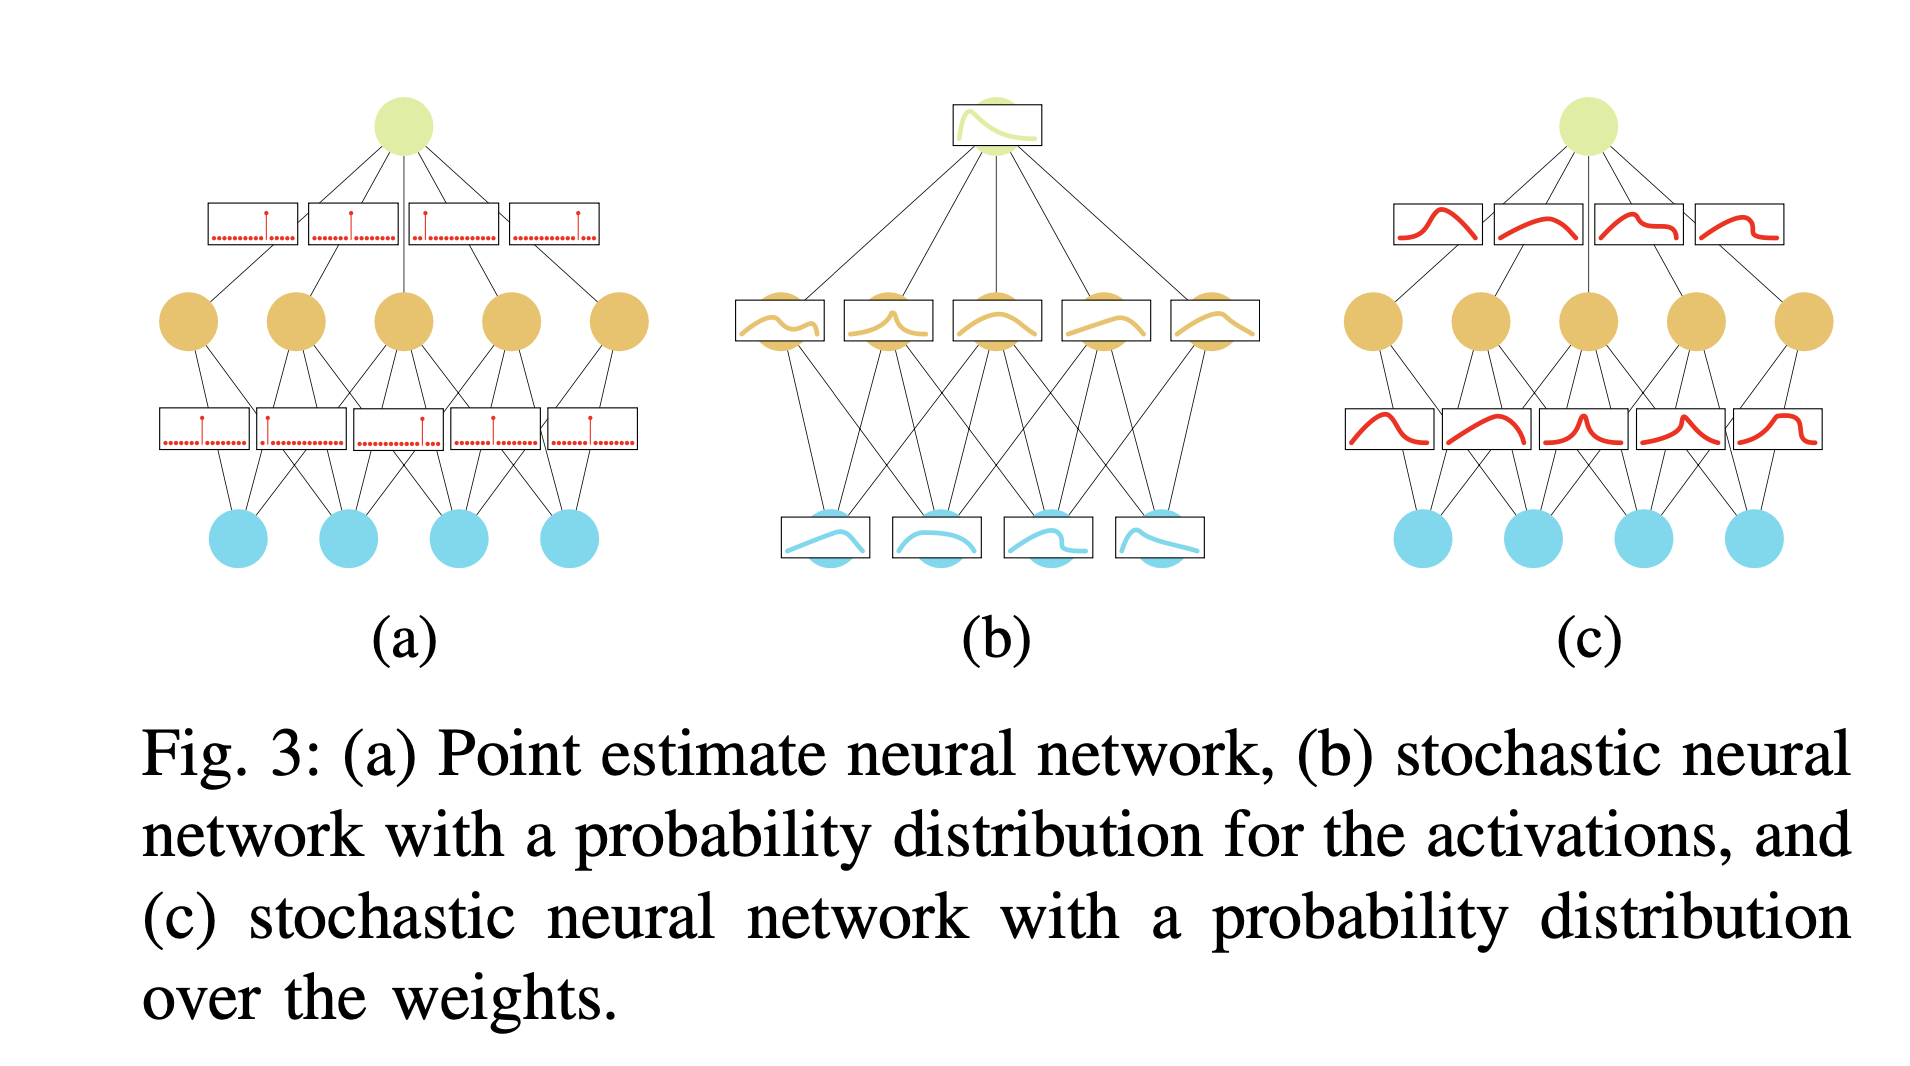 (a) (b) (c)
Fig. 3: (a) Point estimate neural network, (b) stochastic neural
network with a probability distribution for the activations, and
(c) stochastic neural network with a probability distribution
over the weights.